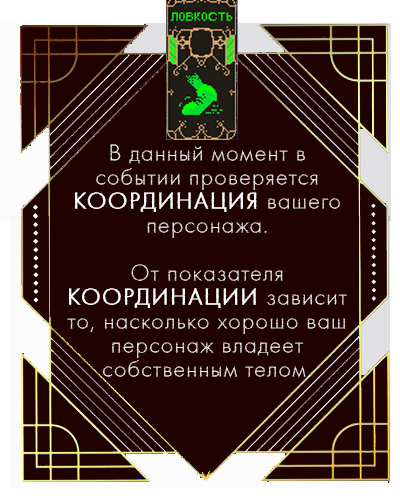 ЛОВКОСТЬ
В данный момент в
событии проверяется
КООРДИНАЦИЯ вашего
персонажа.
От показателя
КООРДИНАЦИИ зависит
то, насколько хорошо ваш
персонаж владеет
собственным телом.